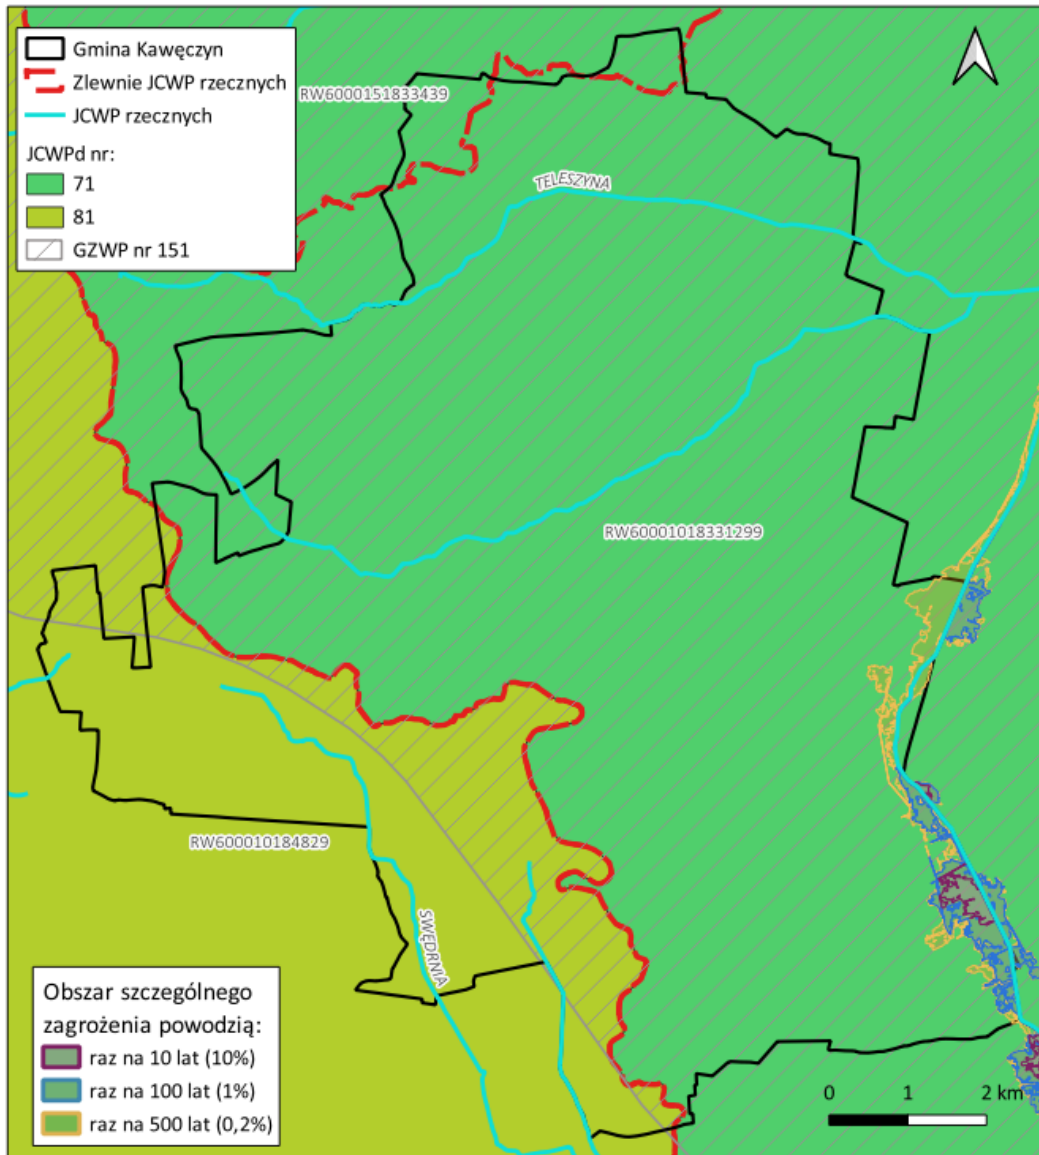 Gmina Kawęczyn
Zlewnie JCWP rzecznych
JCWP rzecznych
JCWPd nr:
71
81
GZWP nr 151
RW6000151833439
TELESZYNA
RW60001018331299
RW600010184829
SWĘDRNIA
Obszar szczególnego
zagrożenia powodzią:
raz na 10 lat (10%)
raz na 100 lat (1%)
raz na 500 lat (0,2%)
0 1 2 km